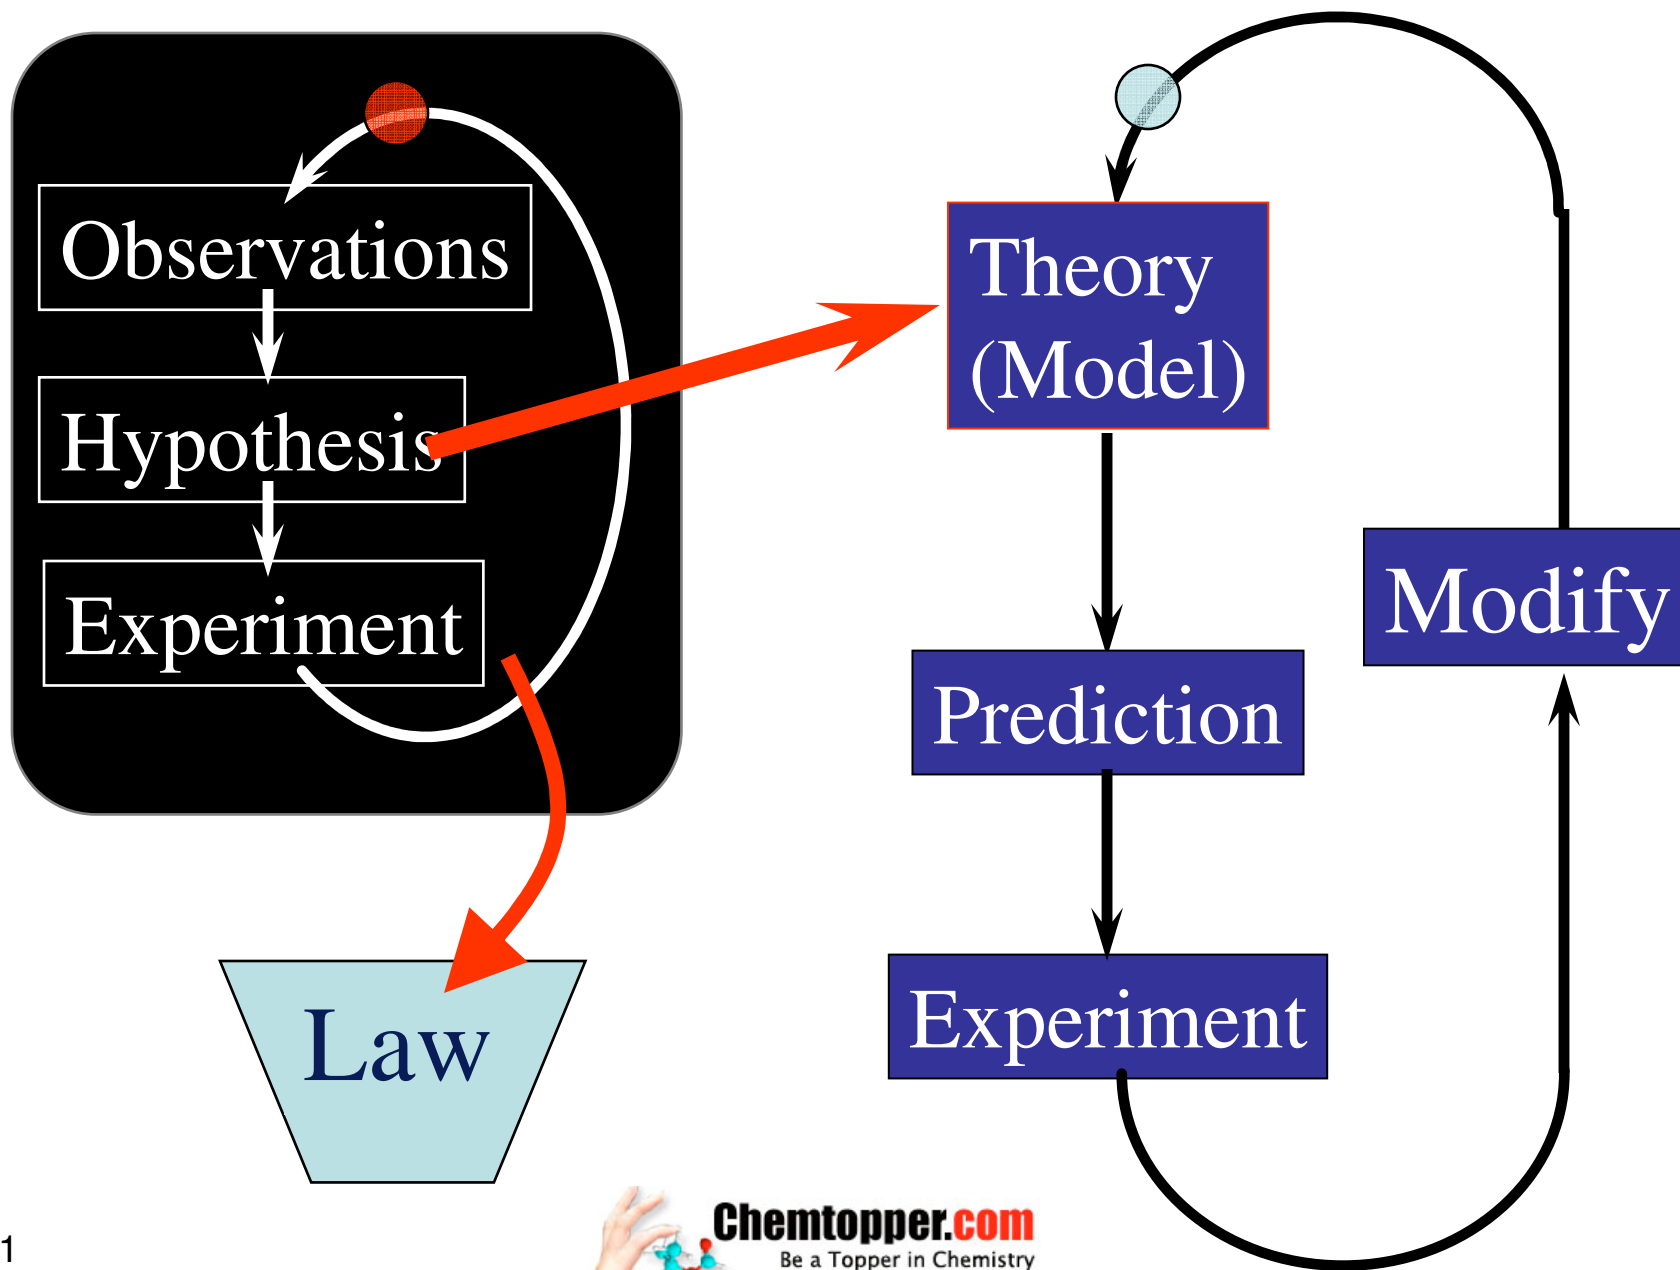 Observations
Hypothesis
Experiment
Law
Theory
(Model)
Prediction
Experiment
Modify
1
Chemtopper.com
Be a Topper in Chemistry